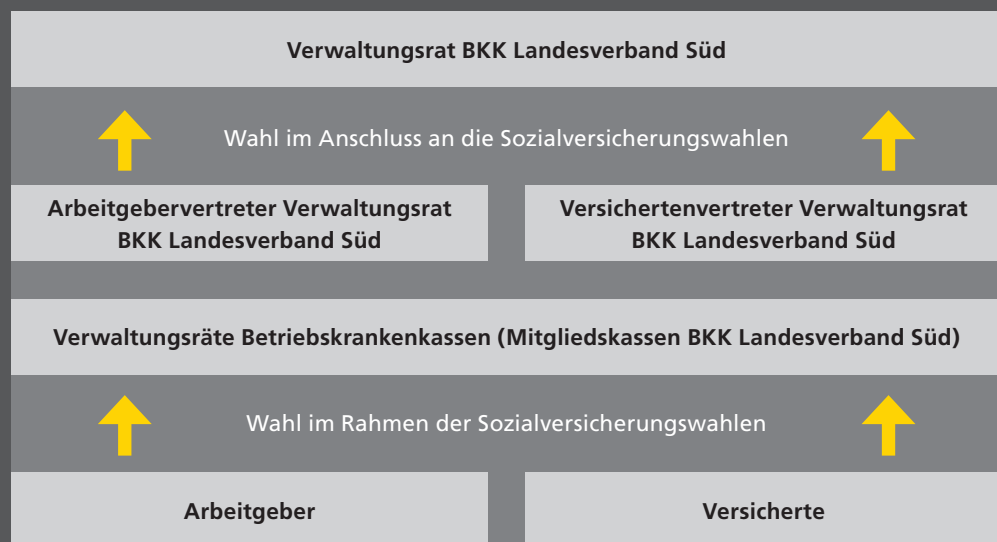 Verwaltungsrat BKK Landesverband Süd
Wahl im Anschluss an die Sozialversicherungswahlen
Arbeitgebervertreter Verwaltungsrat
BKK Landesverband Süd
Versichertenvertreter Verwaltungsrat
BKK Landesverband Süd
Verwaltungsräte Betriebskrankenkassen (Mitgliedskassen BKK Landesverband Süd)
Wahl im Rahmen der Sozialversicherungswahlen
Arbeitgeber
Versicherte